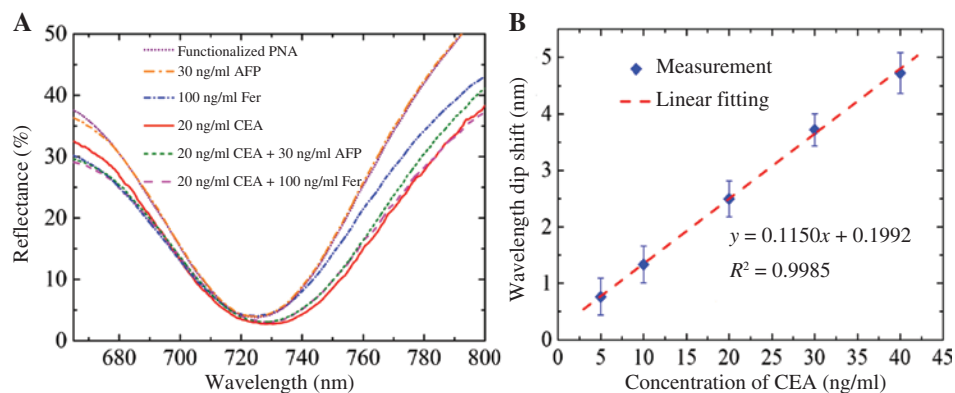 A
50
40
30
20
10
0
Reflectance (%)
Functionalized PNA
30 ng/ml AFP
100 ng/ml Fer
20 ng/ml CEA
20 ng/ml CEA + 30 ng/ml AFP
20 ng/ml CEA + 100 ng/ml Fer
680 700 720 740 760 780 800
Wavelength (nm)
B
5
4
3
2
1
0
Wavelength dip shift (nm)
Measurement
Linear fitting
y = 0.1150x + 0.1992
R² = 0.9985
0 5 10 15 20 25 30 35 40 45
Concentration of CEA (ng/ml)